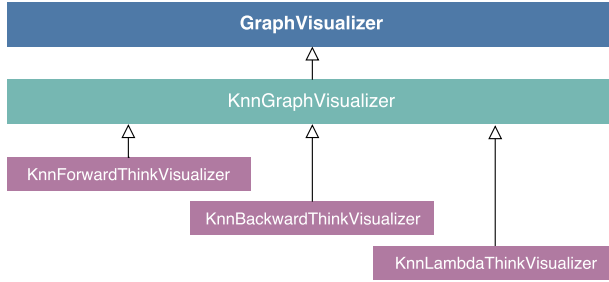 GraphVisualizer
KnnGraphVisualizer
KnnForwardThinkVisualizer
KnnBackwardThinkVisualizer
KnnLambdaThinkVisualizer